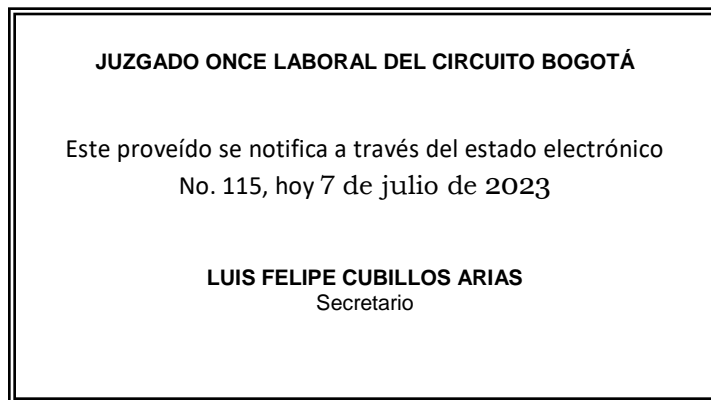 JUZGADO ONCE LABORAL DEL CIRCUITO BOGOTÁ
Este proveído se notifica a través del estado electrónico
No. 115, hoy 7 de julio de 2023
LUIS FELIPE CUBILLOS ARIAS
Secretario